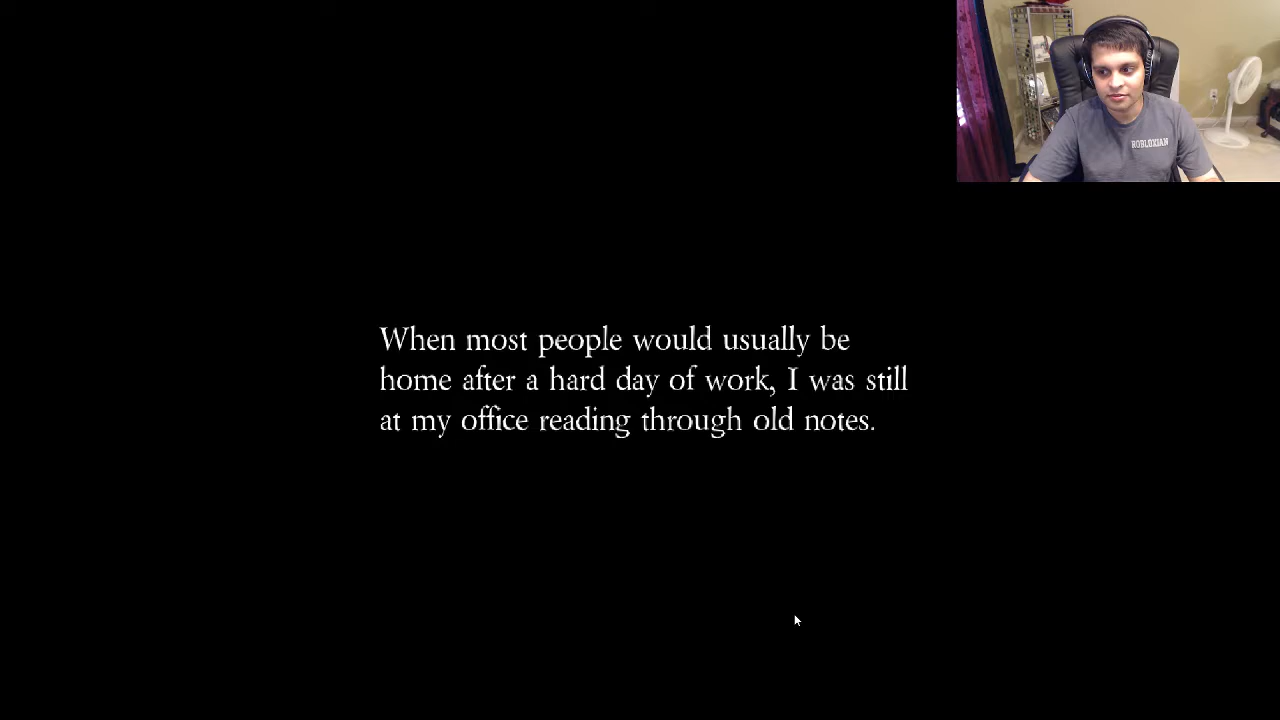 ROBLOXIAN
When most people would usually be
home after a hard day of work, I was still
at my office reading through old notes.